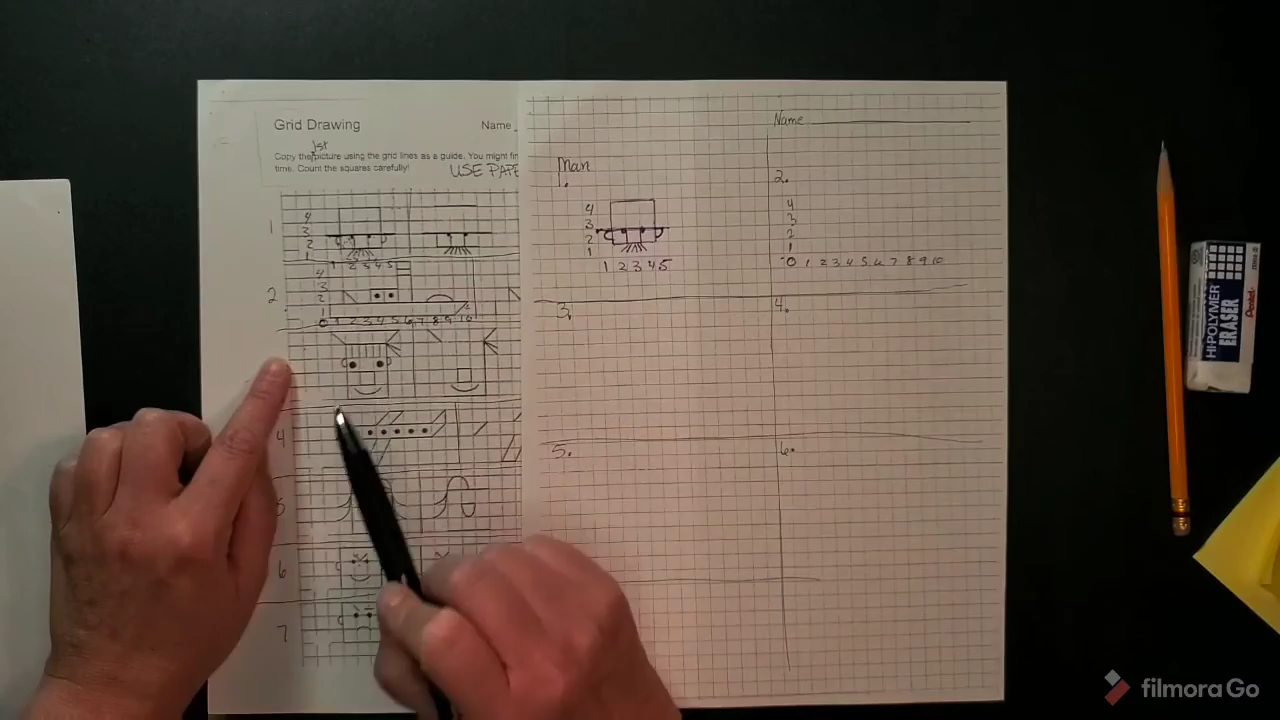 Grid Drawing
Name
1st
Copy the picture using the grid lines as a guide. You might fin
time. Count the squares carefully!
USE PAPE
1
4
3
2
1
1 2 3 4 5
2
4
3
2
1
0 1 2 3 4 5 6 7 8 9 10
4
5
6
7
Name
Man
1.
4
3
2
1
1 2 3 4 5
2.
4
3
2
1
0 1 2 3 4 5 6 7 8 9 10
3.
4.
5.
6.
HI-POLYMER
ERASER
Pentel
filmora Go